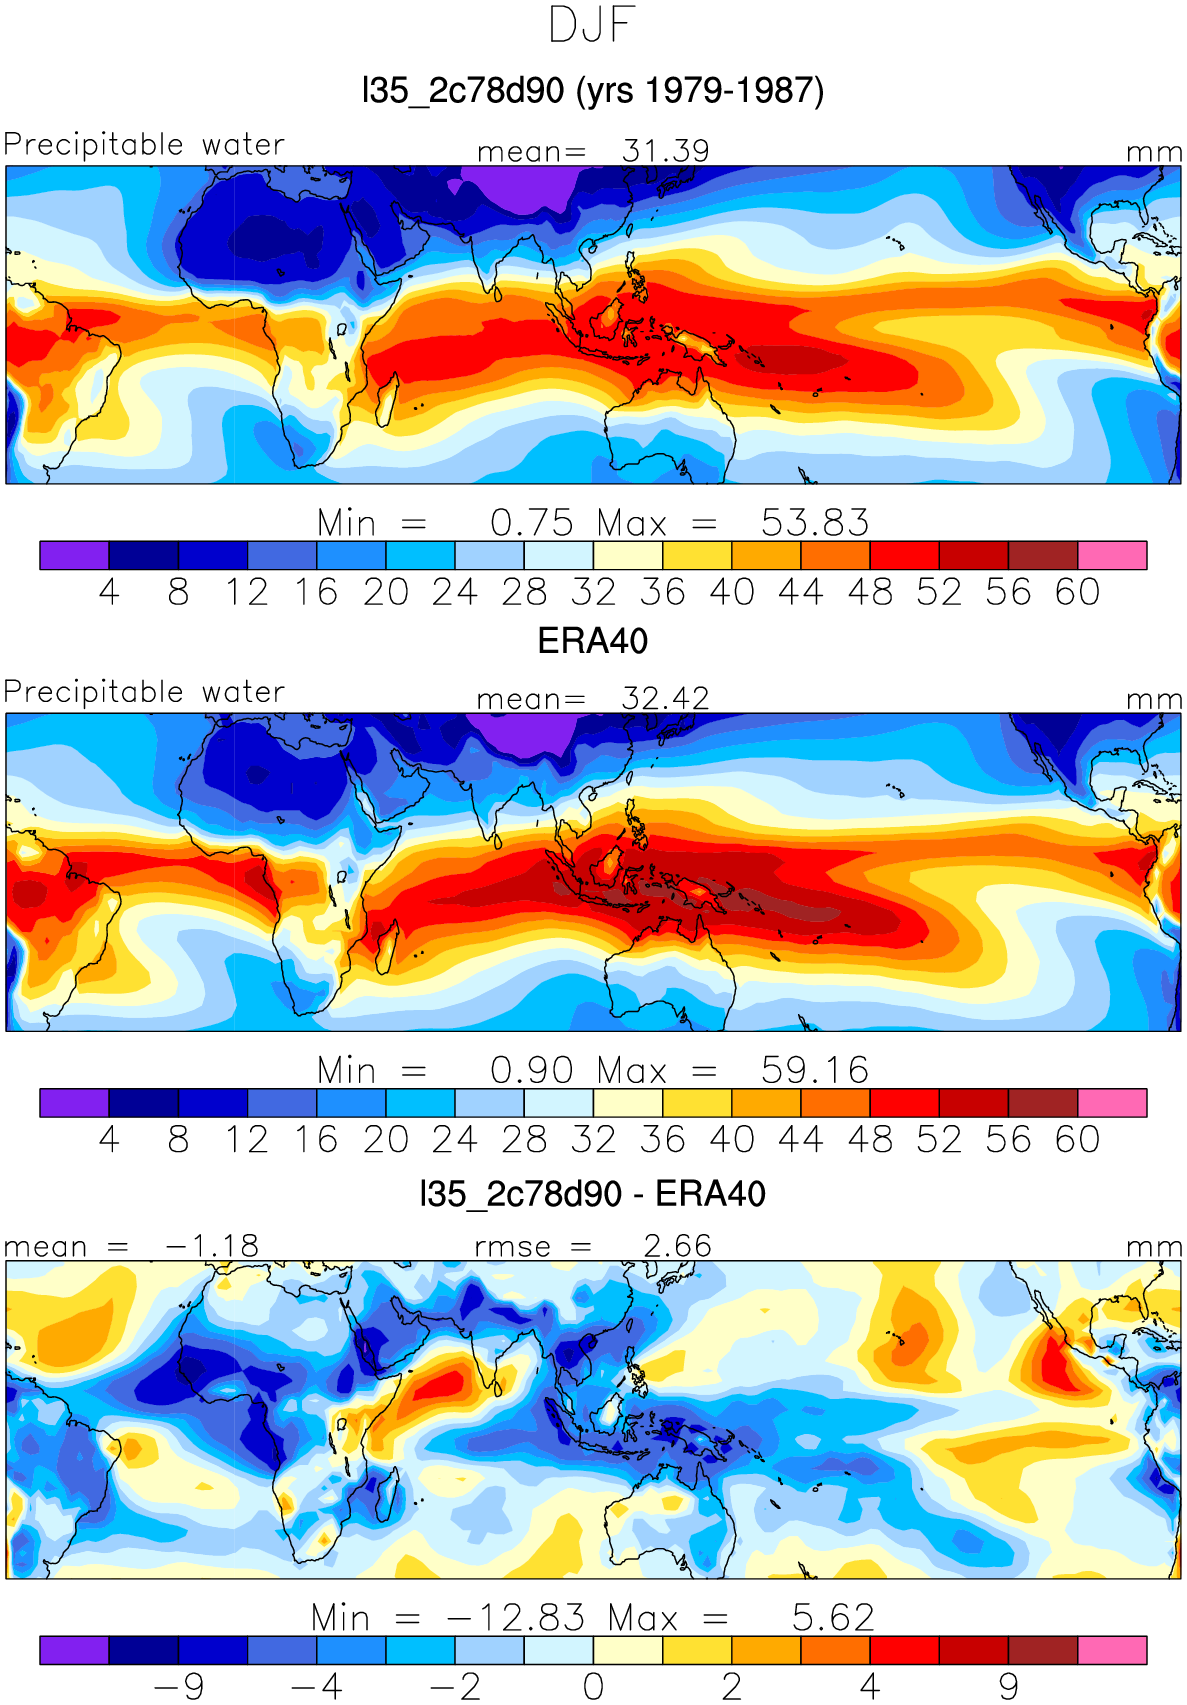 DJF
l35_2c78d90 (yrs 1979-1987)
Precipitable water mean= 31.39 mm
Min = 0.75 Max = 53.83
4 8 12 16 20 24 28 32 36 40 44 48 52 56 60
ERA40
Precipitable water mean= 32.42 mm
Min = 0.90 Max = 59.16
4 8 12 16 20 24 28 32 36 40 44 48 52 56 60
l35_2c78d90 - ERA40
mean = −1.18 rmse = 2.66 mm
Min = −12.83 Max = 5.62
−9 −4 −2 0 2 4 9